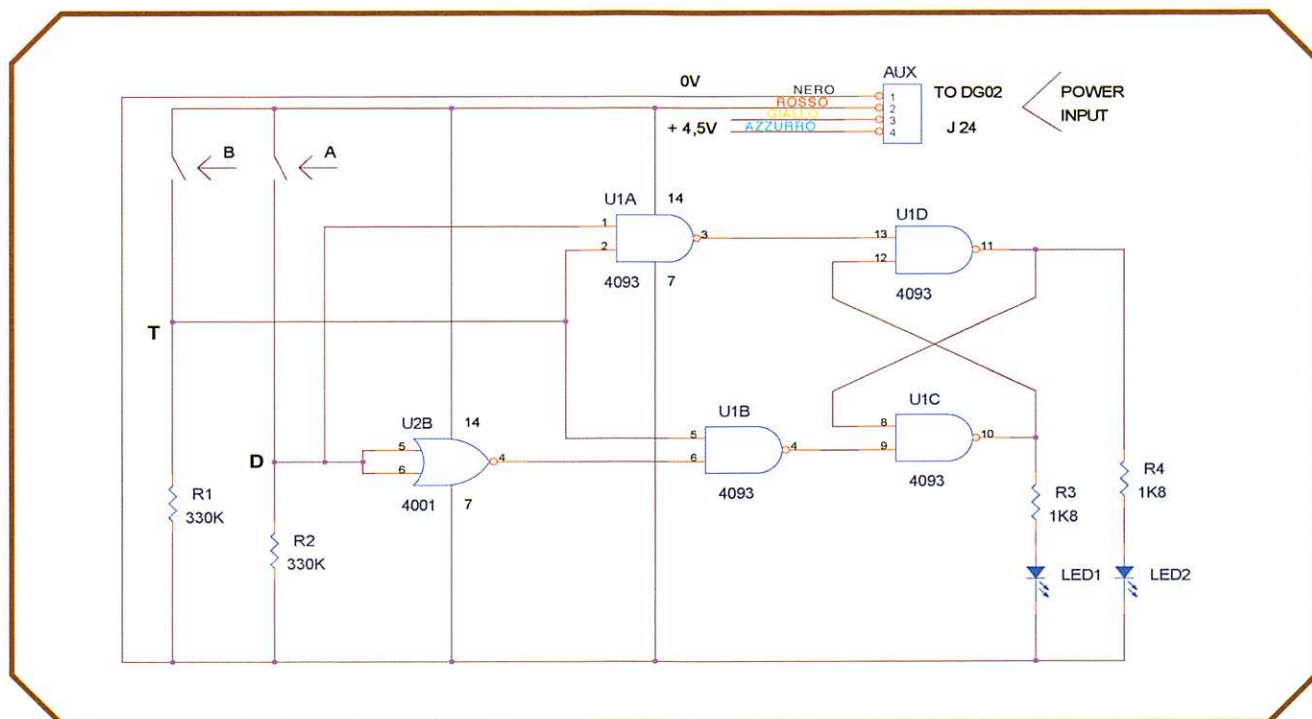 AUX
0V
NERO
1
TO DG02
POWER
ROSSO
2
GIALLO
3
INPUT
+ 4,5V
AZZURRO
4
J 24
B
A
U1A
14
U1D
1
13
3
2
11
12
7
4093
4093
T
U1C
U1B
U2B
14
8
5
10
5
4
9
D
6
4
6
R4
4093
4093
R1
4001
7
R3
1K8
330K
1K8
R2
330K
LED1
LED2